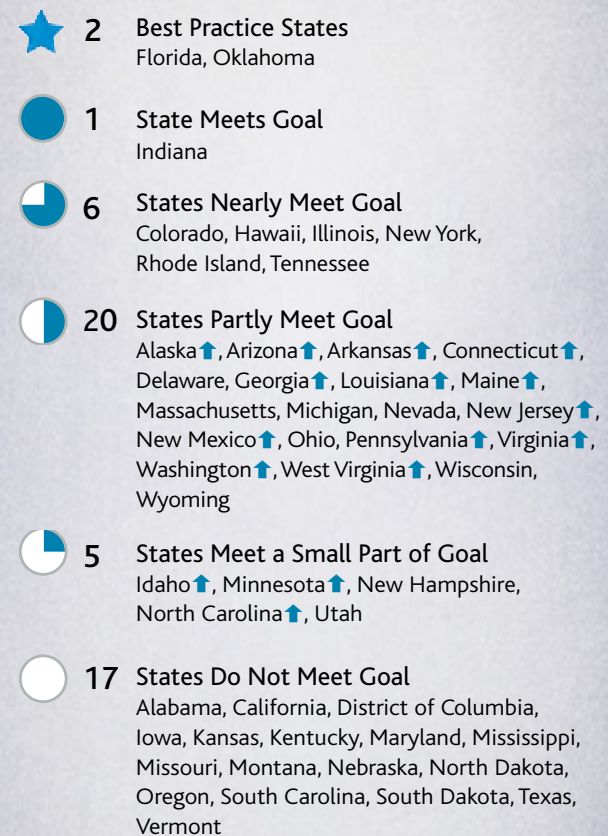 2 Best Practice States
Florida, Oklahoma
1 State Meets Goal
Indiana
6 States Nearly Meet Goal
Colorado, Hawaii, Illinois, New York,
Rhode Island, Tennessee
20 States Partly Meet Goal
Alaska⬆, Arizona⬆, Arkansas⬆, Connecticut⬆,
Delaware, Georgia⬆, Louisiana⬆, Maine⬆,
Massachusetts, Michigan, Nevada, New Jersey⬆,
New Mexico⬆, Ohio, Pennsylvania⬆, Virginia⬆,
Washington⬆, West Virginia⬆, Wisconsin,
Wyoming
5 States Meet a Small Part of Goal
Idaho⬆, Minnesota⬆, New Hampshire,
North Carolina⬆, Utah
17 States Do Not Meet Goal
Alabama, California, District of Columbia,
Iowa, Kansas, Kentucky, Maryland, Mississippi,
Missouri, Montana, Nebraska, North Dakota,
Oregon, South Carolina, South Dakota, Texas,
Vermont